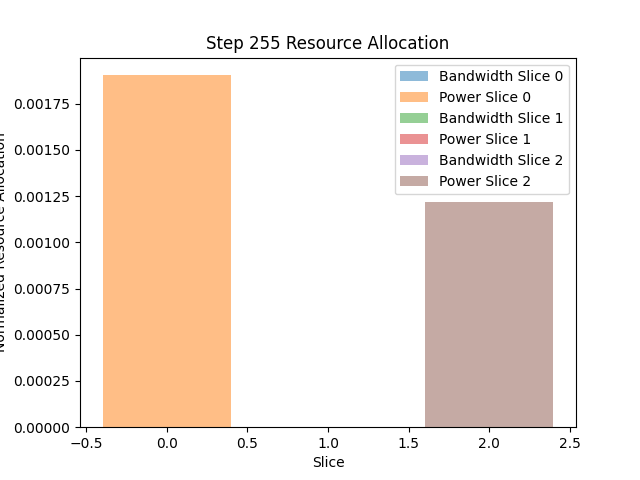 Step 255 Resource Allocation
Normalized Resource Allocation
0.00175
0.00150
0.00125
0.00100
0.00075
0.00050
0.00025
0.00000
Bandwidth Slice 0
Power Slice 0
Bandwidth Slice 1
Power Slice 1
Bandwidth Slice 2
Power Slice 2
−0.5 0.0 0.5 1.0 1.5 2.0 2.5
Slice